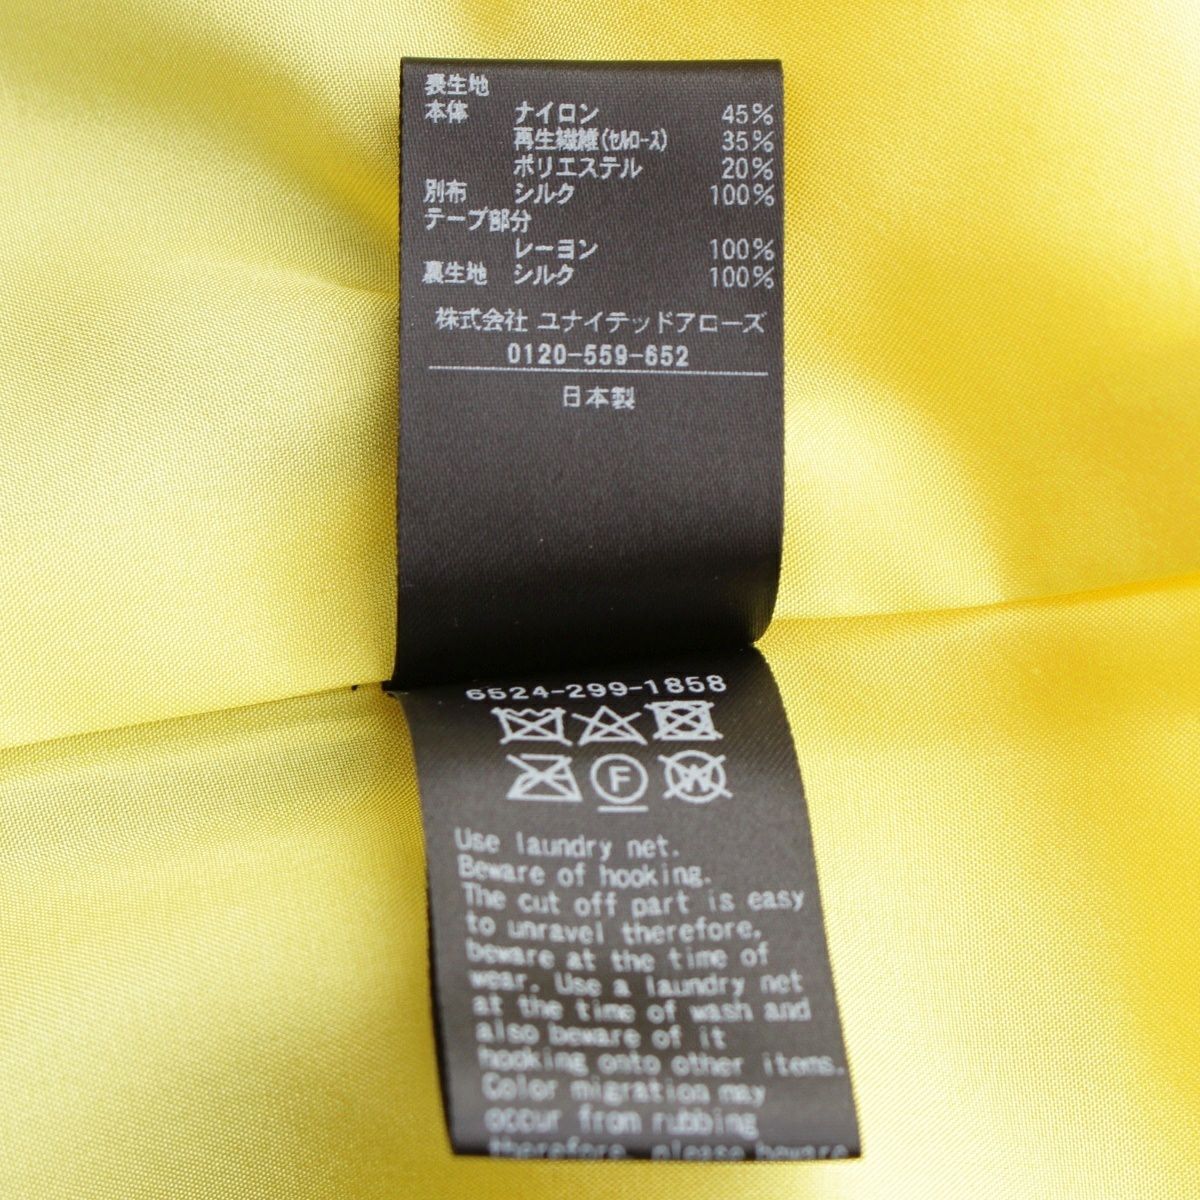 表生地
本体 ナイロン 45%
再生繊維(セルロース) 35%
ポリエステル 20%
別布 シルク 100%
テープ部分
レーヨン 100%
裏生地 シルク 100%
株式会社 ユナイテッドアローズ
0120-559-652
日本製
6524-299-1858
F W
Use laundry net.
Beware of hooking.
The cut off part is easy
to unravel therefore,
beware at the time of
wear. Use a laundry net
at the time of wash and
also beware of it
hooking onto other items.
Color migration may
occur from rubbing
therefore, please beware